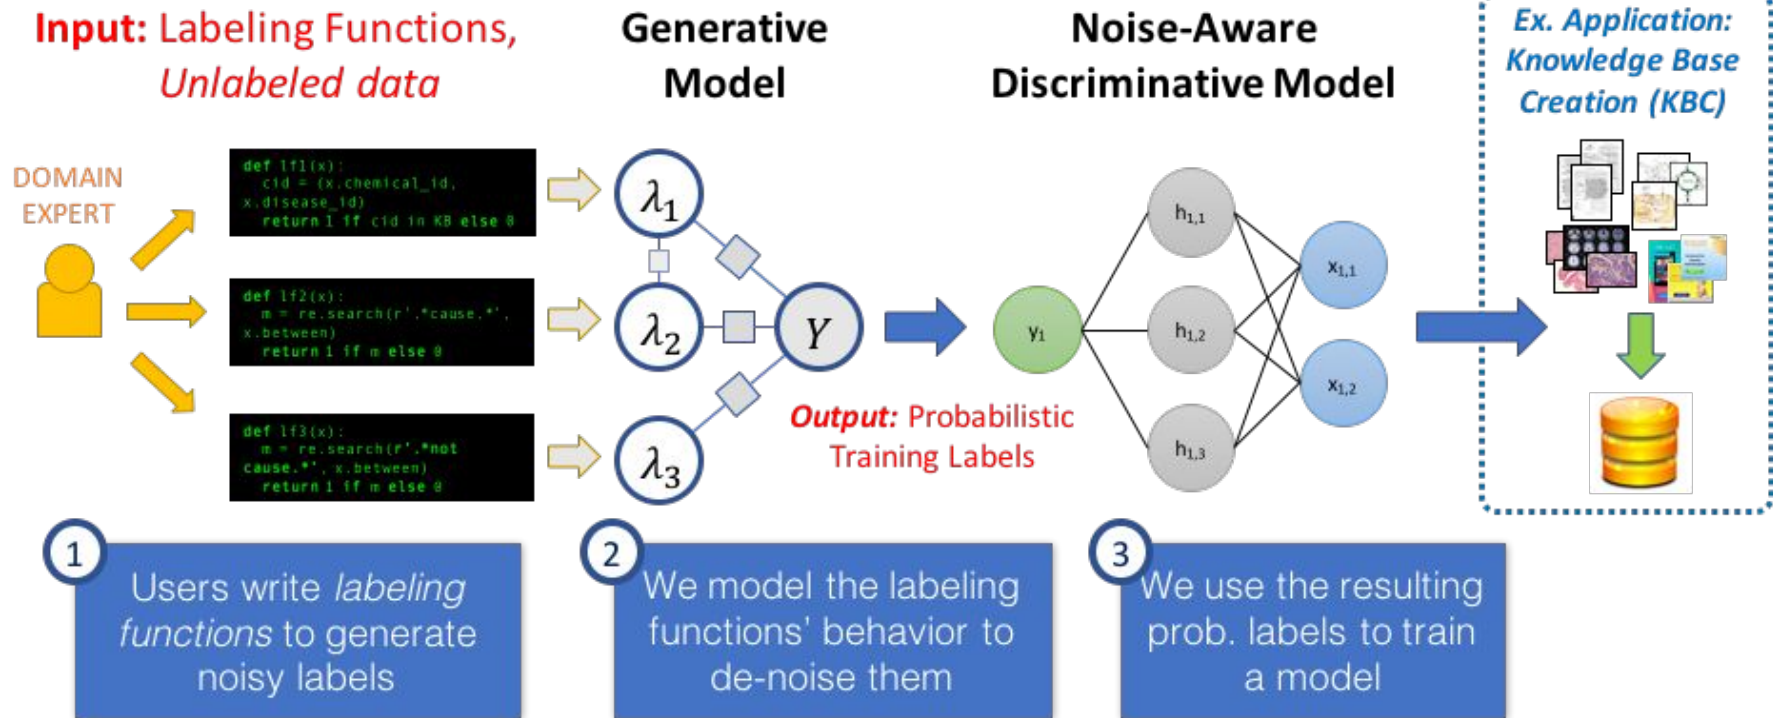 Input: Labeling Functions,
Unlabeled data
Generative
Model
Noise-Aware
Discriminative Model
Ex. Application:
Knowledge Base
Creation (KBC)
DOMAIN
EXPERT
def lf1(x):
cid = (x.chemical_id,
x.disease_id)
return 1 if cid in KB else 0
def lf2(x):
m = re.search(r'.*cause.*',
x.between)
return 1 if m else 0
def lf3(x):
m = re.search(r'.*not
cause.*', x.between)
return 1 if m else 0
λ1
λ2
λ3
Y
Output: Probabilistic
Training Labels
y1
h1,1
h1,2
h1,3
x1,1
x1,2
1
Users write labeling
functions to generate
noisy labels
2
We model the labeling
functions' behavior to
de-noise them
3
We use the resulting
prob. labels to train
a model